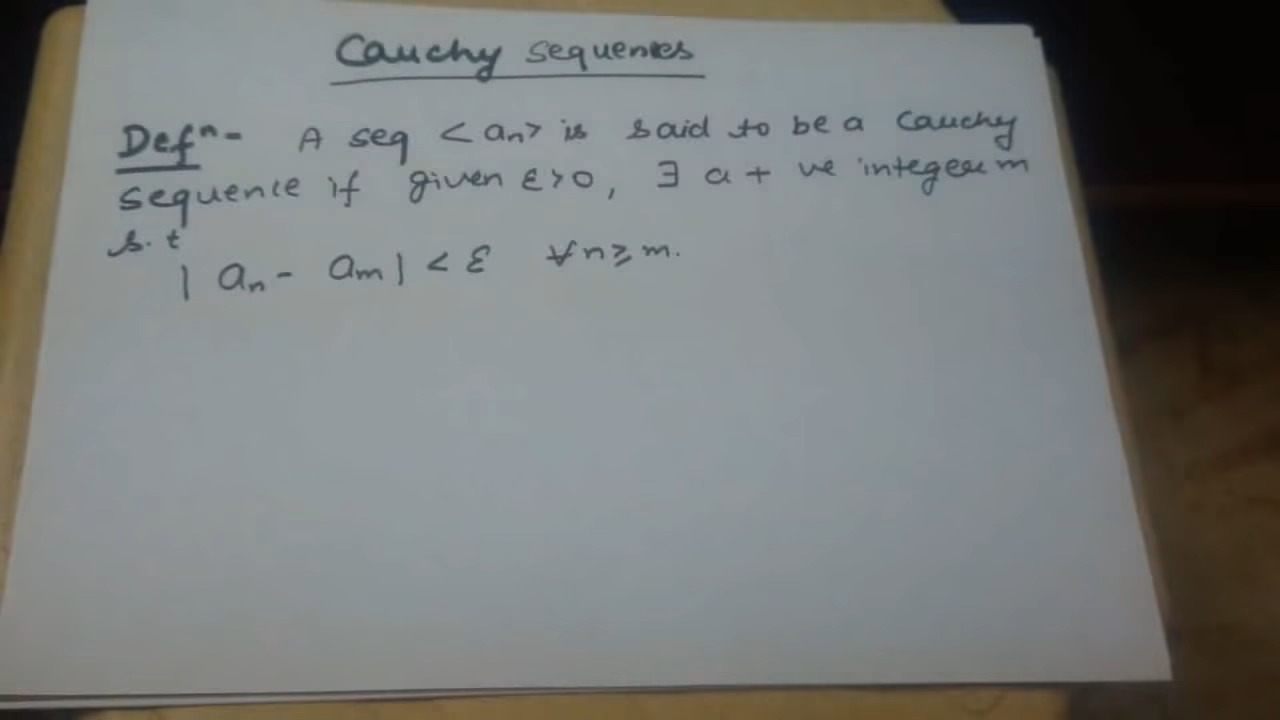 Cauchy sequences
Defⁿ- A seq <aₙ> is said to be a Cauchy
sequence if given ε>0, ∃ a + ve integer m
s.t
| aₙ - aₘ| < ε ∀n⩾m.